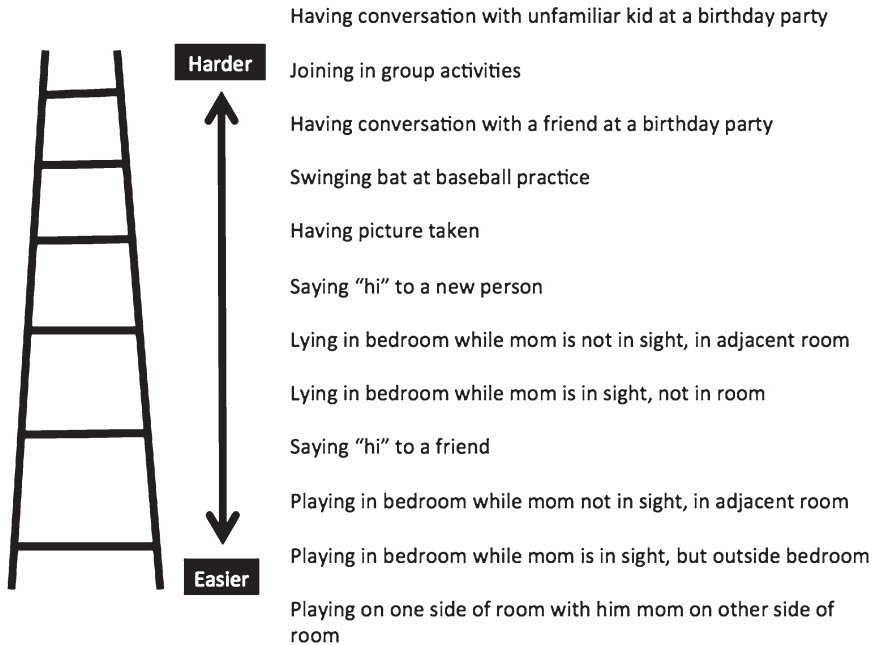 Having conversation with unfamiliar kid at a birthday party
Harder
Joining in group activities
Having conversation with a friend at a birthday party
Swinging bat at baseball practice
Having picture taken
Saying “hi” to a new person
Lying in bedroom while mom is not in sight, in adjacent room
Lying in bedroom while mom is in sight, not in room
Saying “hi” to a friend
Playing in bedroom while mom not in sight, in adjacent room
Playing in bedroom while mom is in sight, but outside bedroom
Easier
Playing on one side of room with him mom on other side of
room